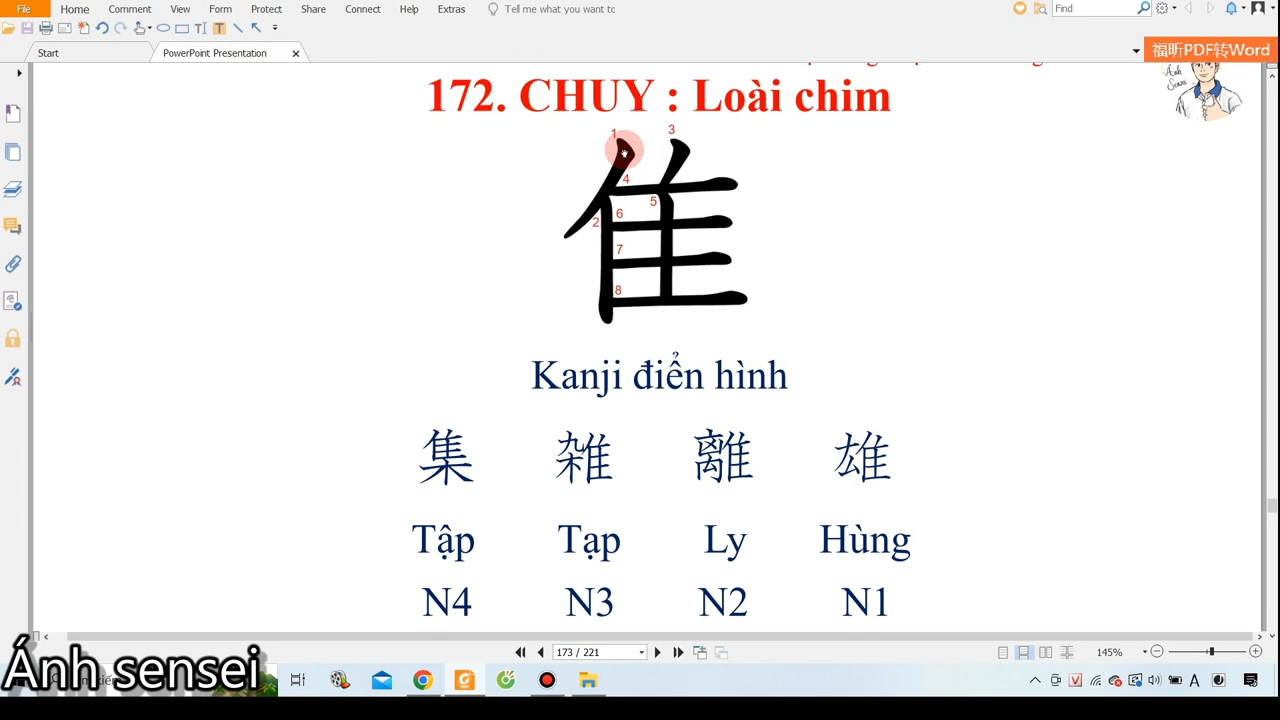 File Home Comment View Form Protect Share Connect Help Extras Tell me what you want Find
Start PowerPoint Presentation
福昕PDF转Word
Ánh
172. CHUY : Loài chim
隹
1 3
4
5
2 6
7
8
Kanji điển hình
集 雑 離 雄
Tập Tạp Ly Hùng
N4 N3 N2 N1
173 / 221
145%
Ánh sensei